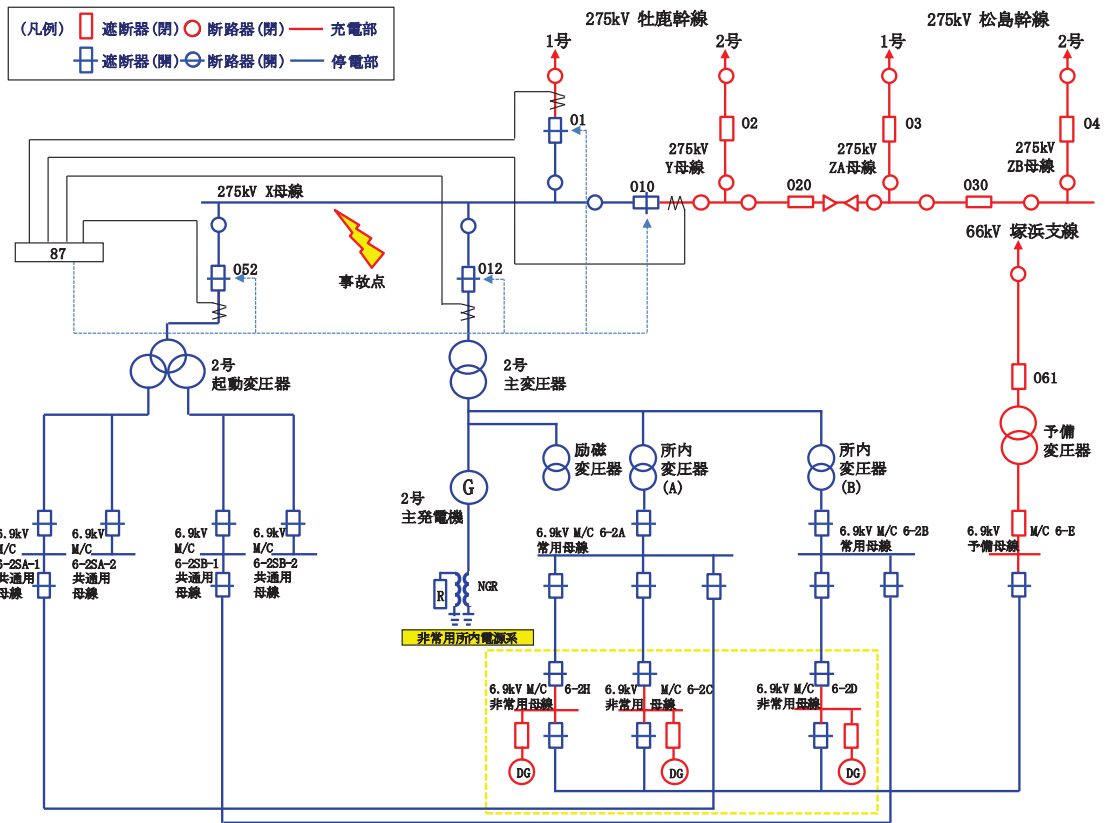 (凡例) 遮断器(閉) 断路器(閉) 充電部
遮断器(開) 断路器(開) 停電部
275kV 牡鹿幹線
275kV 松島幹線
1号
2号
1号
2号
O1
O2
O3
O4
275kV
Y母線
275kV
ZA母線
275kV
ZB母線
275kV X母線
O10
O20
O30
66kV 塚浜支線
87
O52
O12
事故点
2号
起動変圧器
2号
主変圧器
O61
予備
変圧器
励磁
変圧器
所内
変圧器
(A)
所内
変圧器
(B)
G
2号
主発電機
6.9kV
M/C
6-2SA-1
共通用
母線
6.9kV
M/C
6-2SA-2
共通用
母線
6.9kV
M/C
6-2SB-1
共通用
母線
6.9kV
M/C
6-2SB-2
共通用
母線
6.9kV M/C 6-2A
常用母線
6.9kV M/C 6-2B
常用母線
6.9kV M/C 6-E
予備母線
R
NGR
非常用所内電源系
6.9kV M/C 6-2H
非常用母線
6.9kV M/C 6-2C
非常用 母線
6.9kV M/C 6-2D
非常用母線
DG
DG
DG